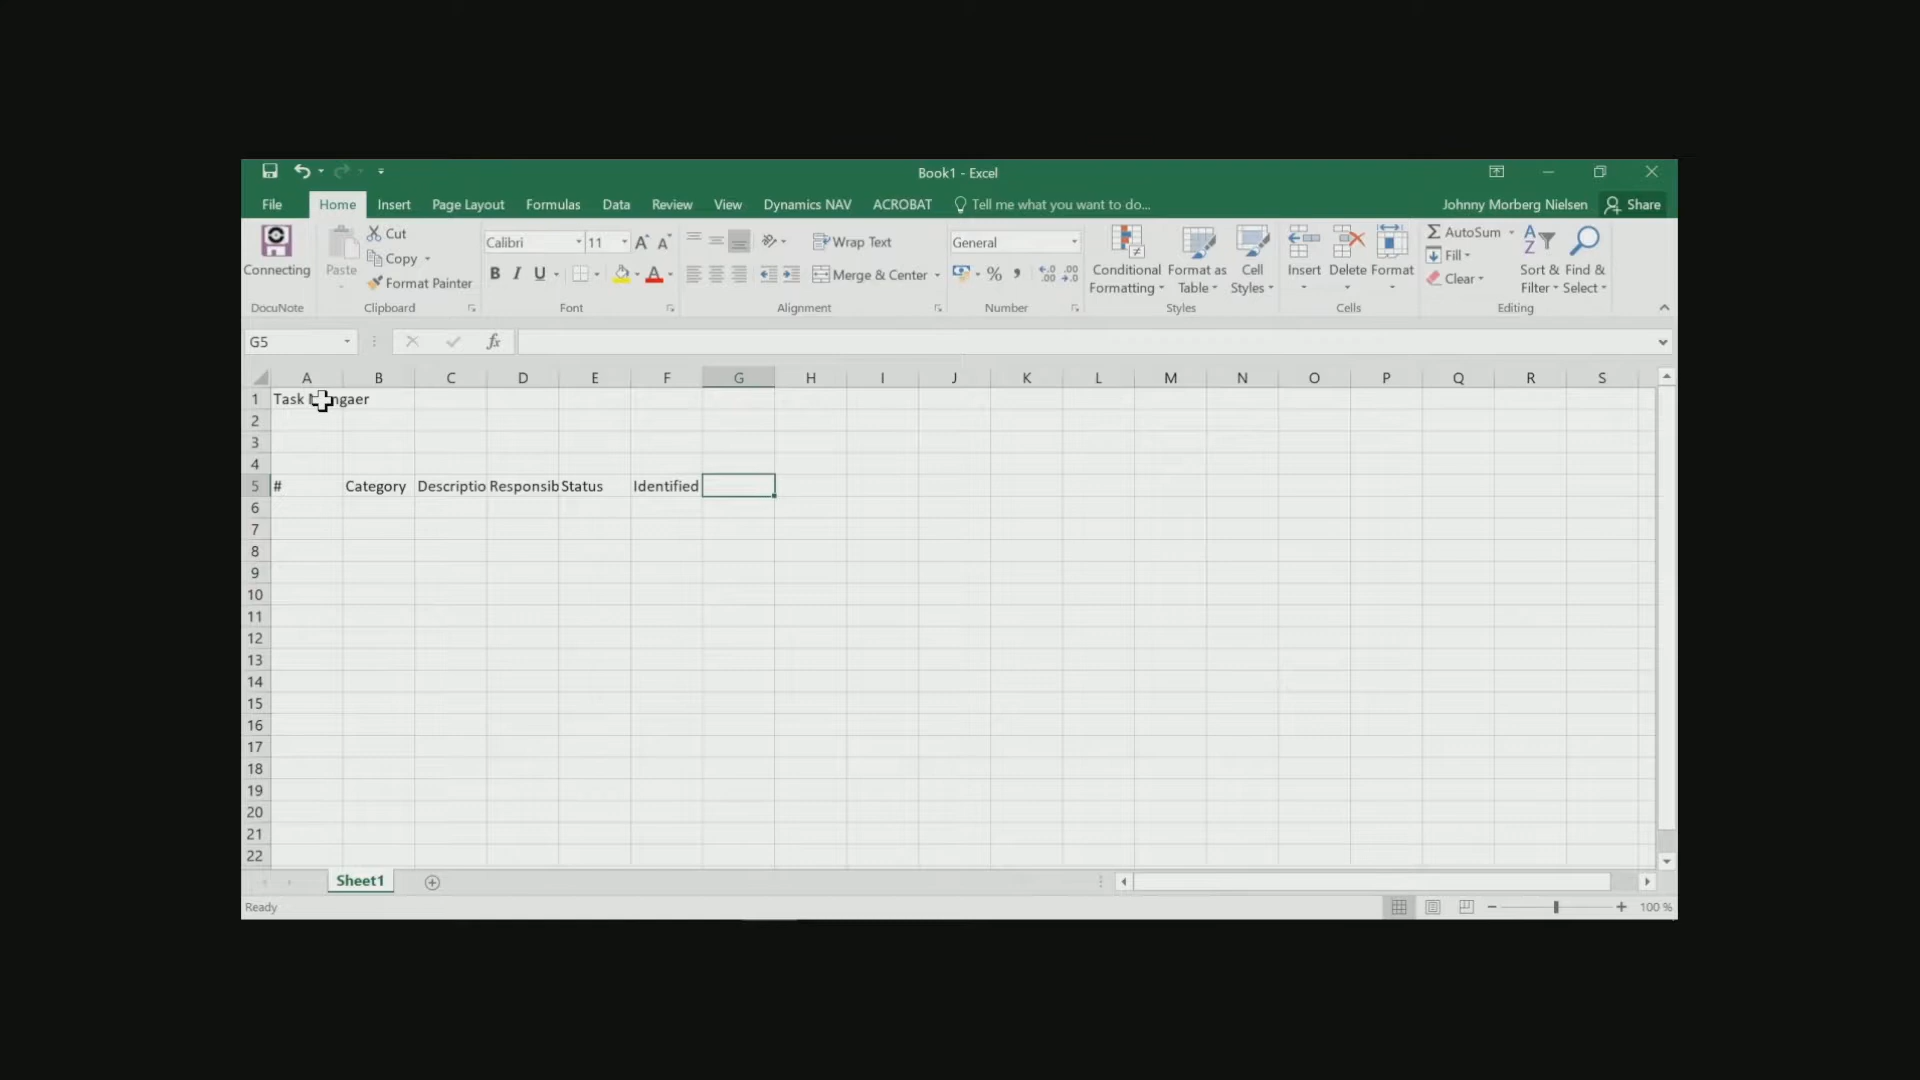 Book1 - Excel
File Home Insert Page Layout Formulas Data Review View Dynamics NAV ACROBAT Tell me what you want to do... Johnny Morberg Nielsen Share
Connecting
DocuNote
Paste
Cut
Copy
Format Painter
Clipboard
Calibri 11
B I U
Font
Wrap Text
Merge & Center
Alignment
General
%
Number
Conditional Formatting
Format as Table
Cell Styles
Styles
Insert Delete Format
Cells
AutoSum
Fill
Clear
Sort & Filter
Find & Select
Editing
G5 fx
A B C D E F G H I J K L M N O P Q R S
1 Task
2
3
4
5 # Category Descriptio Responsib Status Identified
6
7
8
9
10
11
12
13
14
15
16
17
18
19
20
21
22
Sheet1
Ready 100 %